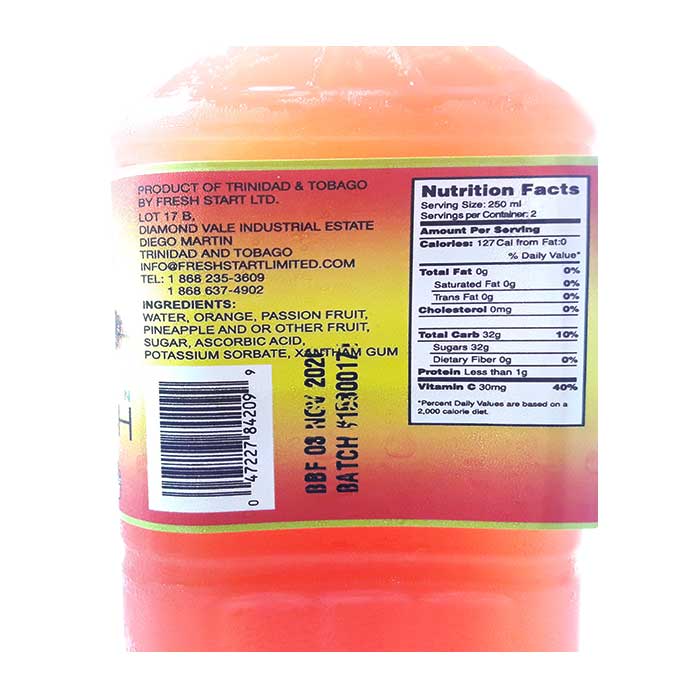 PRODUCT OF TRINIDAD & TOBAGO
BY FRESH START LTD.
LOT 17 B,
DIAMOND VALE INDUSTRIAL ESTATE
DIEGO MARTIN
TRINIDAD AND TOBAGO
INFO@FRESHSTARTLIMITED.COM
TEL: 1 868 235-3609
1 868 637-4902
INGREDIENTS:
WATER, ORANGE, PASSION FRUIT,
PINEAPPLE AND OR OTHER FRUIT,
SUGAR, ASCORBIC ACID,
POTASSIUM SORBATE, XANTHAM GUM
0 47227 84209 9
BBF 08 NOV
BATCH
Nutrition Facts
Serving Size: 250 ml
Servings per Container: 2
Amount Per Serving
Calories: 127 Cal from Fat:0
% Daily Value*
Total Fat 0g 0%
Saturated Fat 0g 0%
Trans Fat 0g 0%
Cholesterol 0mg 0%
Total Carb 32g 10%
Sugars 32g
Dietary Fiber 0g 0%
Protein Less than 1g
Vitamin C 30mg 40%
*Percent Daily Values are based on a
2,000 calorie diet.